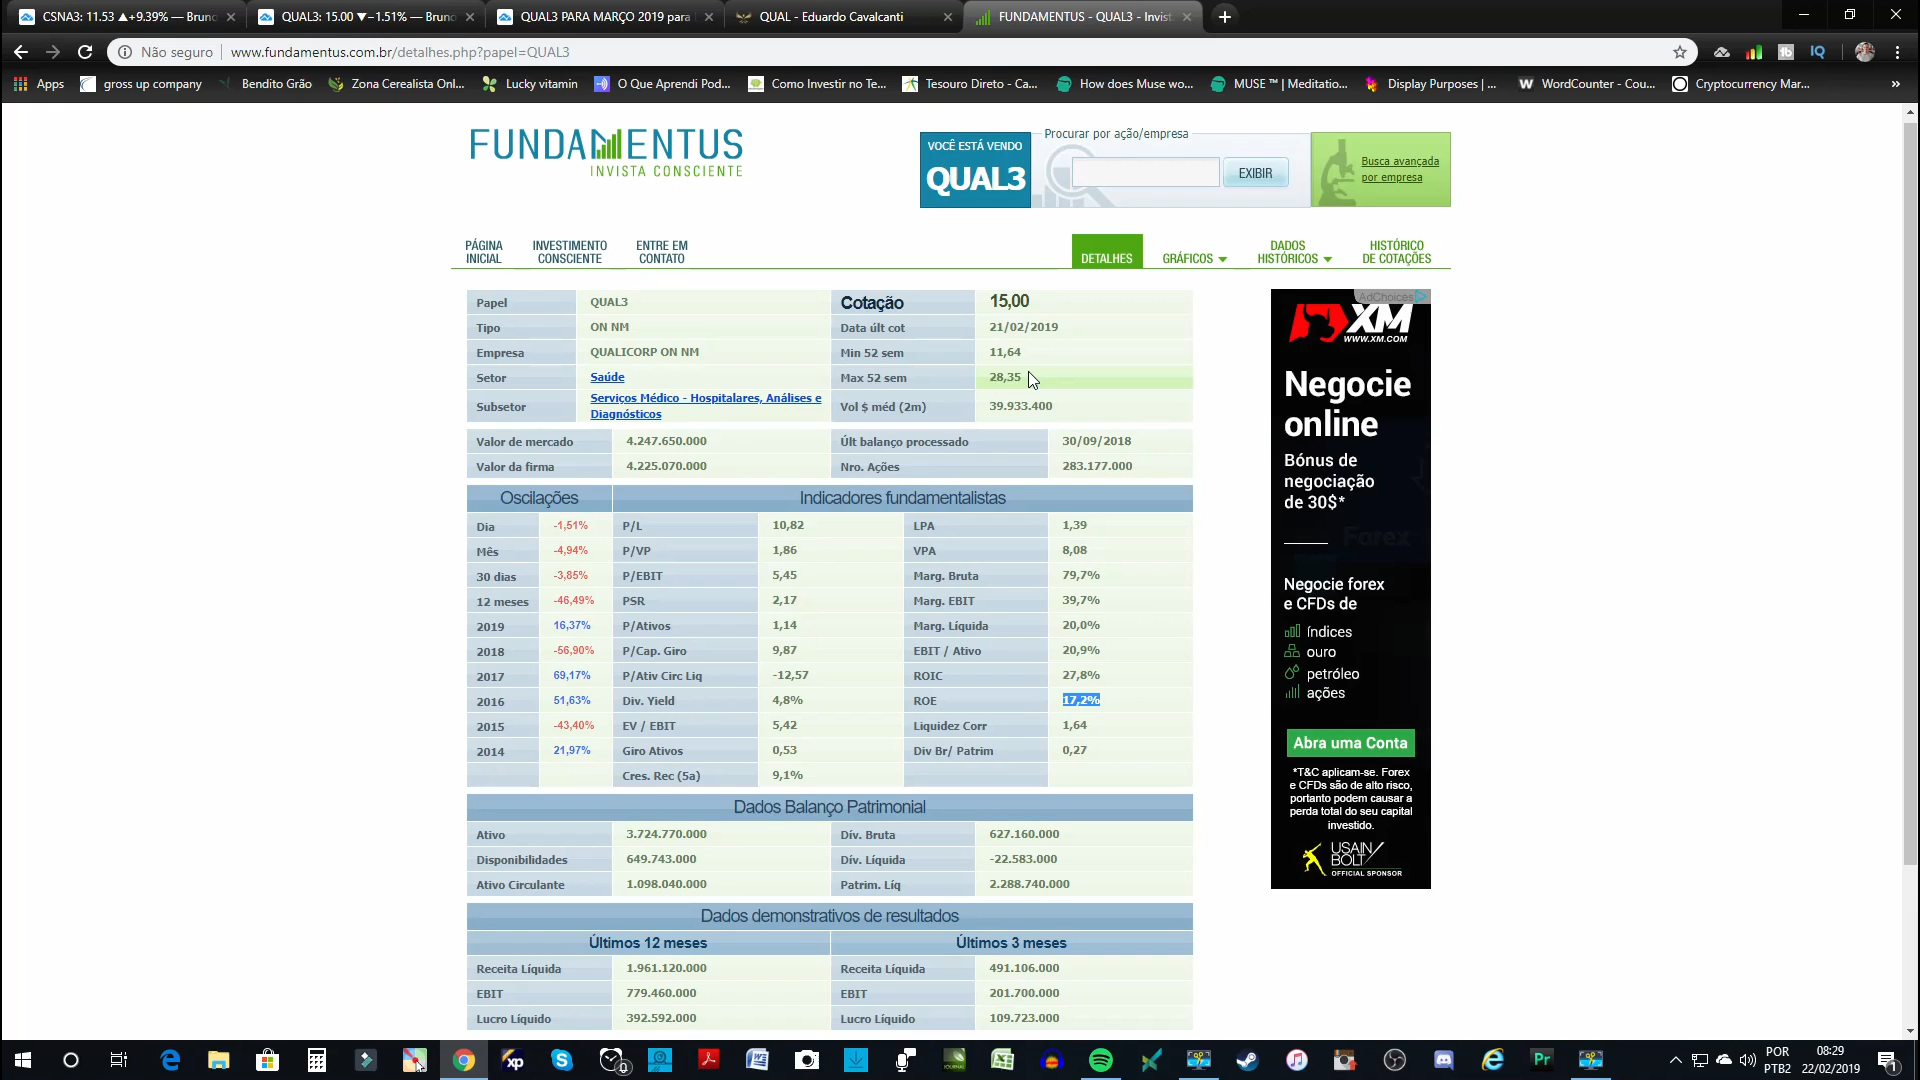 CSNA3: 11.53 ▲+9.39% — Brun
QUAL3: 15.00 ▼−1.51% — Bruno
QUAL3 PARA MARÇO 2019 para
QUAL - Eduardo Cavalcanti
FUNDAMENTUS - QUAL3 - Invist
Não seguro
www.fundamentus.com.br/detalhes.php?papel=QUAL3
Apps
gross up company
Bendito Grão
Zona Cerealista Onl...
Lucky vitamin
O Que Aprendi Pod...
Como Investir no Te...
Tesouro Direto - Ca...
How does Muse wo...
MUSE ™ | Meditatio...
Display Purposes | ...
WordCounter - Cou...
Cryptocurrency Mar...
FUNDAMENTUS
INVISTA CONSCIENTE
VOCÊ ESTÁ VENDO
QUAL3
Procurar por ação/empresa
EXIBIR
Busca avançada
por empresa
PÁGINA
INICIAL
INVESTIMENTO
CONSCIENTE
ENTRE EM
CONTATO
DETALHES
GRÁFICOS
DADOS
HISTÓRICOS
HISTÓRICO
DE COTAÇÕES
Papel QUAL3 Cotação 15,00
Tipo ON NM Data últ cot 21/02/2019
Empresa QUALICORP ON NM Min 52 sem 11,64
Setor Saúde Max 52 sem 28,35
Subsetor Serviços Médico - Hospitalares, Análises e
Diagnósticos Vol $ méd (2m) 39.933.400
Valor de mercado 4.247.650.000 Últ balanço processado 30/09/2018
Valor da firma 4.225.070.000 Nro. Ações 283.177.000
Oscilações Indicadores fundamentalistas
Dia -1,51% P/L 10,82 LPA 1,39
Mês -4,94% P/VP 1,86 VPA 8,08
30 dias -3,85% P/EBIT 5,45 Marg. Bruta 79,7%
12 meses -46,49% PSR 2,17 Marg. EBIT 39,7%
2019 16,37% P/Ativos 1,14 Marg. Líquida 20,0%
2018 -56,90% P/Cap. Giro 9,87 EBIT / Ativo 20,9%
2017 69,17% P/Ativ Circ Liq -12,57 ROIC 27,8%
2016 51,63% Div. Yield 4,8% ROE 17,2%
2015 -43,40% EV / EBIT 5,42 Liquidez Corr 1,64
2014 21,97% Giro Ativos 0,53 Div Br/ Patrim 0,27
Cres. Rec (5a) 9,1%
Dados Balanço Patrimonial
Ativo 3.724.770.000 Dív. Bruta 627.160.000
Disponibilidades 649.743.000 Dív. Líquida -22.583.000
Ativo Circulante 1.098.040.000 Patrim. Líq 2.288.740.000
Dados demonstrativos de resultados
Últimos 12 meses Últimos 3 meses
Receita Líquida 1.961.120.000 Receita Líquida 491.106.000
EBIT 779.460.000 EBIT 201.700.000
Lucro Líquido 392.592.000 Lucro Líquido 109.723.000
AdChoices
XM
WWW.XM.COM
Negocie
online
Bónus de
negociação
de 30$*
Forex
Negocie forex
e CFDs de
índices
ouro
petróleo
ações
Abra uma Conta
*T&C aplicam-se. Forex
e CFDs são de alto risco,
portanto podem causar a
perda total do seu capital
investido.
USAIN
BOLT
OFFICIAL SPONSOR
POR
PTB2
08:29
22/02/2019